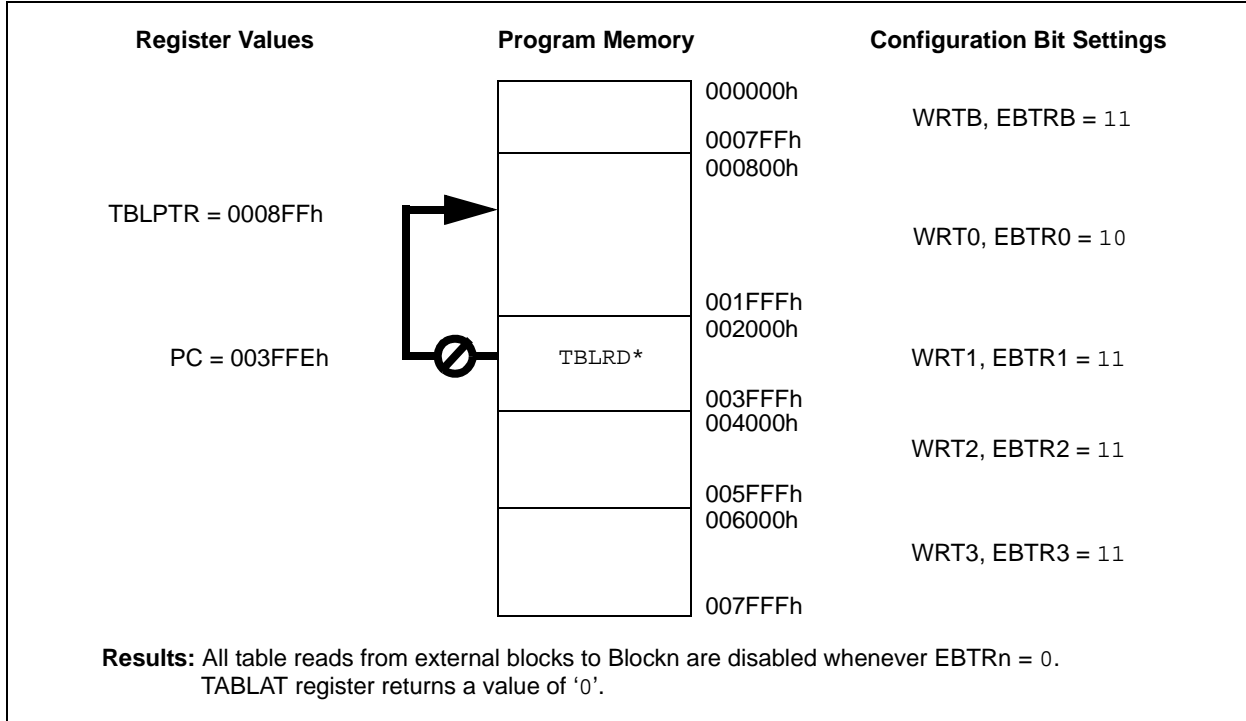 Register Values Program Memory Configuration Bit Settings
000000h
WRTB, EBTRB = 11
0007FFh
000800h
TBLPTR = 0008FFh
WRT0, EBTR0 = 10
001FFFh
002000h
PC = 003FFEh TBLRD* WRT1, EBTR1 = 11
003FFFh
004000h
WRT2, EBTR2 = 11
005FFFh
006000h
WRT3, EBTR3 = 11
007FFFh
Results: All table reads from external blocks to Blockn are disabled whenever EBTRn = 0.
TABLAT register returns a value of ‘0’.